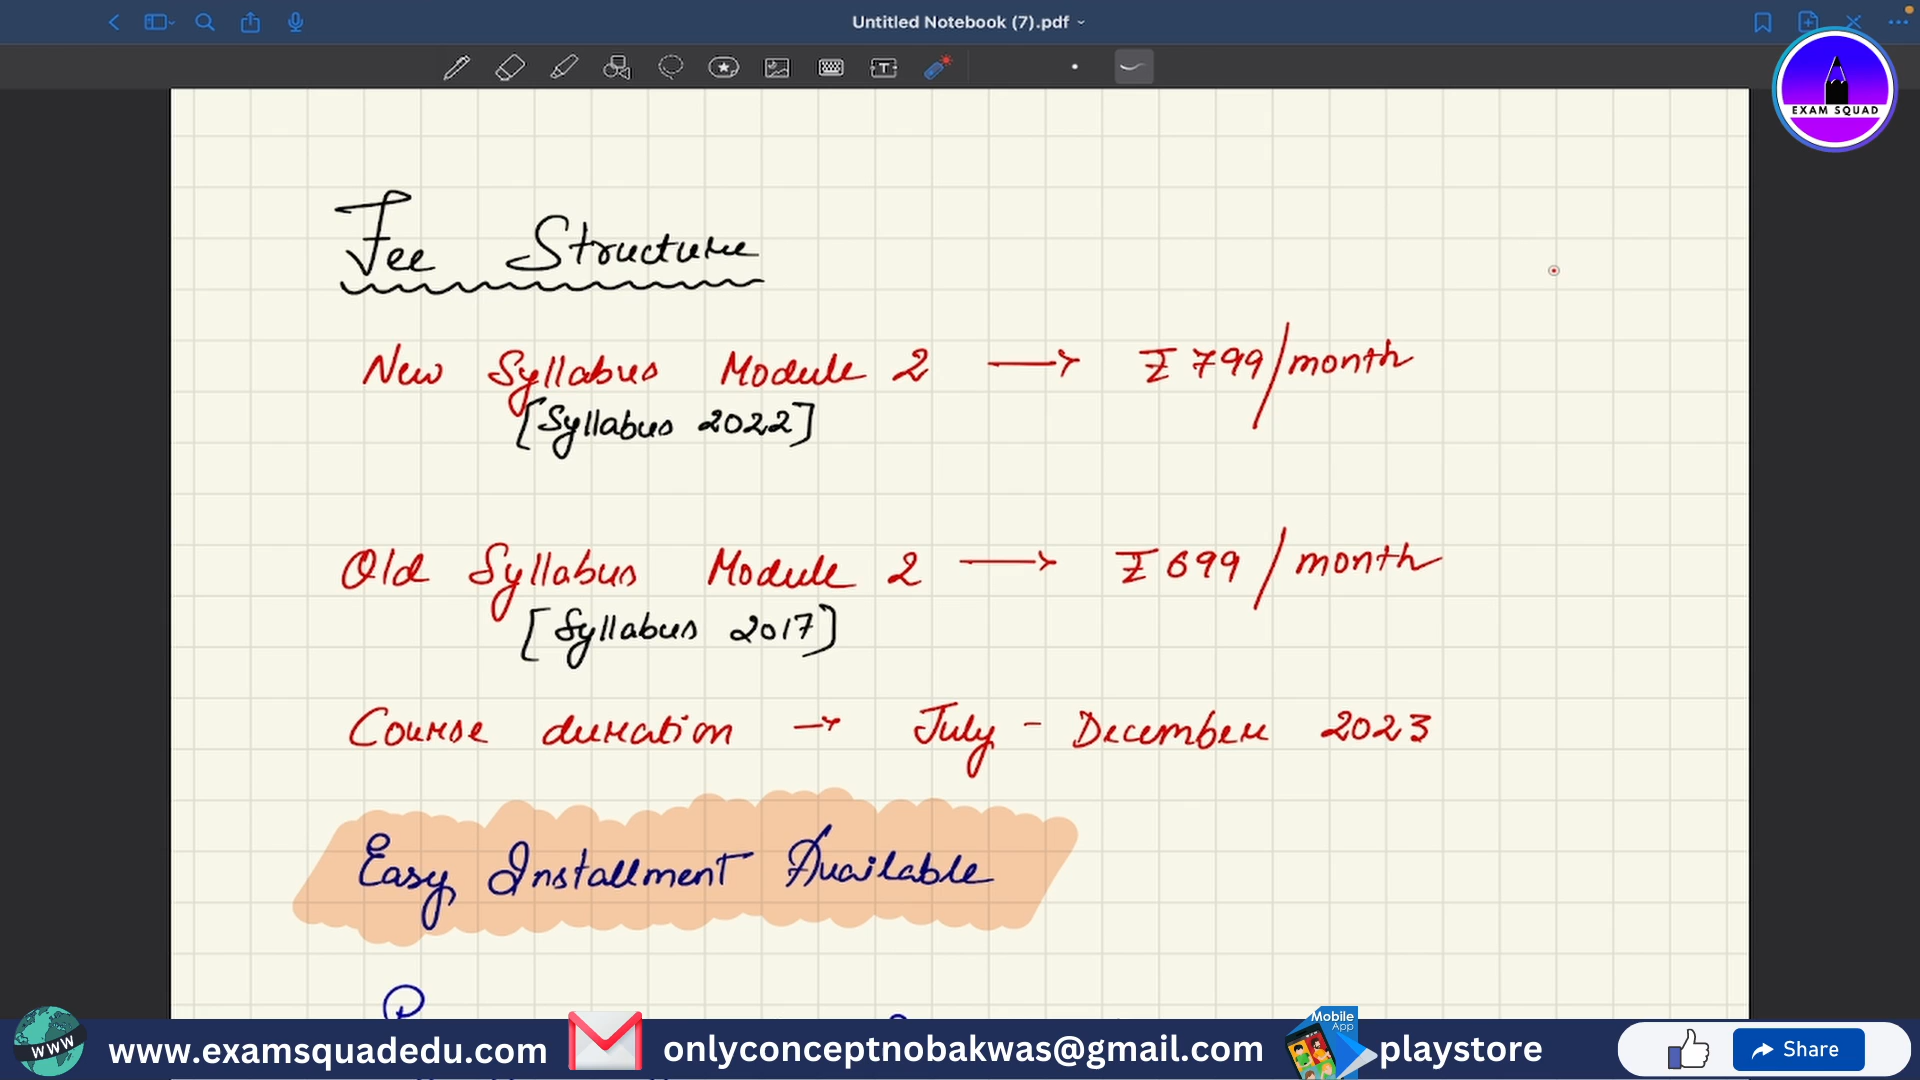 Untitled Notebook (7).pdf
EXAM SQUAD
Fee Structure
New Syllabus Module 2 → ₹ 799/month
[Syllabus 2022]
Old Syllabus Module 2 → ₹ 699/month
[Syllabus 2017]
Course duration → July - December 2023
Easy Installment Available
www
www.examsquadedu.com
onlyconceptnobakwas@gmail.com
Mobile App
playstore
Share